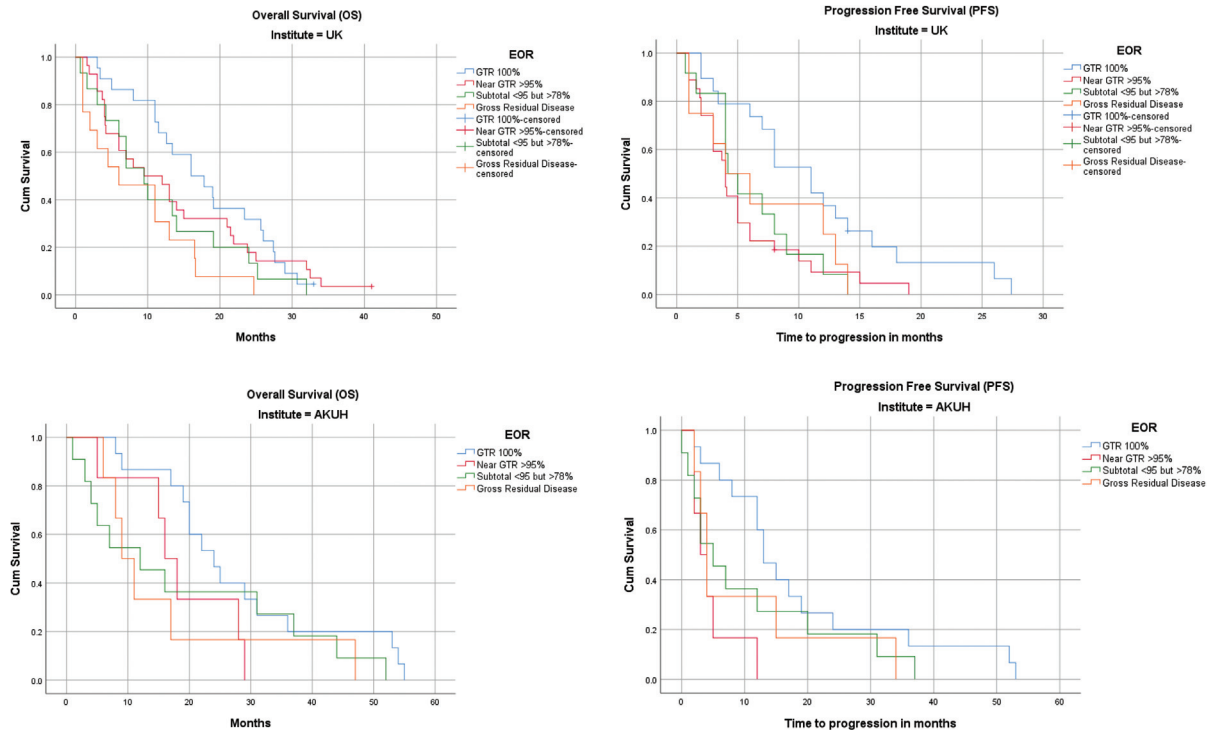 Overall Survival (OS)
Institute = UK
EOR
GTR 100%
Near GTR >95%
Subtotal <95 but >78%
Gross Residual Disease
GTR 100%-censored
Near GTR >95%-censored
Subtotal <95 but >78%-
censored
Gross Residual Disease-
censored
Cum Survival
1.0
0.8
0.6
0.4
0.2
0.0
0 10 20 30 40 50
Months
Progression Free Survival (PFS)
Institute = UK
EOR
GTR 100%
Near GTR >95%
Subtotal <95 but >78%
Gross Residual Disease
GTR 100%-censored
Near GTR >95%-censored
Subtotal <95 but >78%-
censored
Gross Residual Disease-
censored
Cum Survival
1.0
0.8
0.6
0.4
0.2
0.0
0 5 10 15 20 25 30
Time to progression in months
Overall Survival (OS)
Institute = AKUH
EOR
GTR 100%
Near GTR >95%
Subtotal <95 but >78%
Gross Residual Disease
Cum Survival
1.0
0.8
0.6
0.4
0.2
0.0
0 10 20 30 40 50 60
Months
Progression Free Survival (PFS)
Institute = AKUH
EOR
GTR 100%
Near GTR >95%
Subtotal <95 but >78%
Gross Residual Disease
Cum Survival
1.0
0.8
0.6
0.4
0.2
0.0
0 10 20 30 40 50 60
Time to progression in months